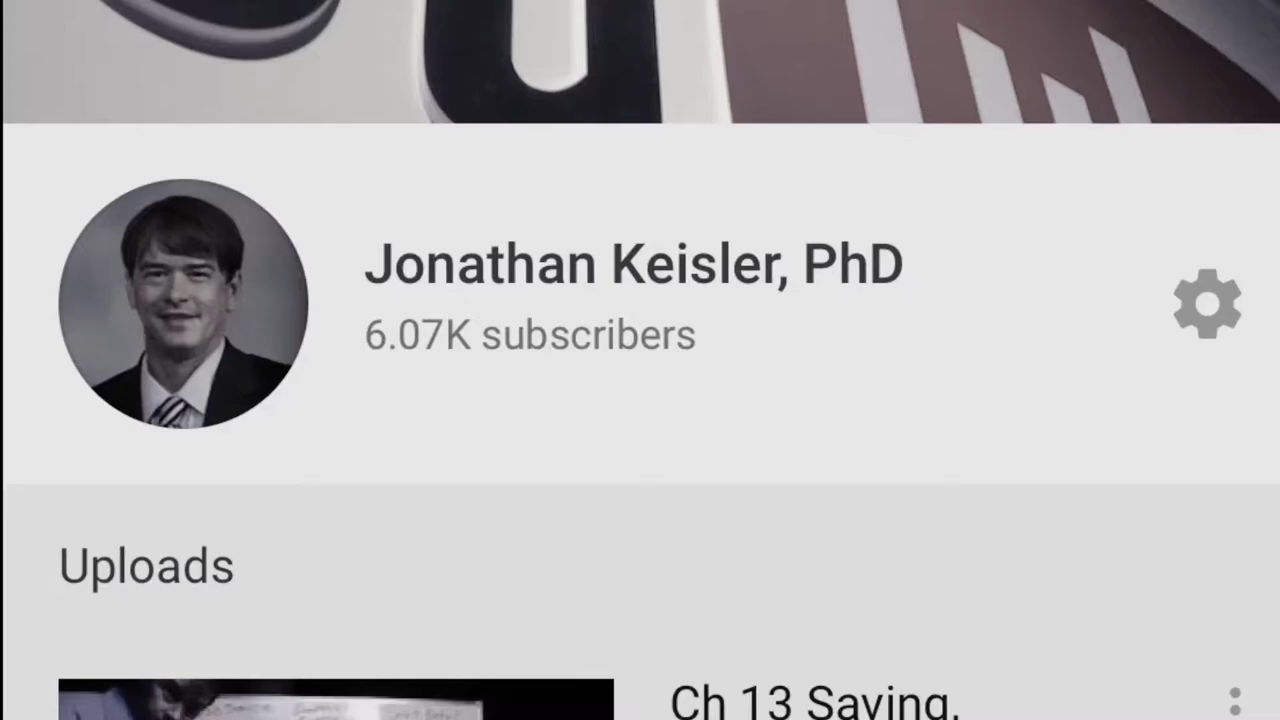 Jonathan Keisler, PhD
6.07K subscribers
Uploads
Ch 13 Saving,